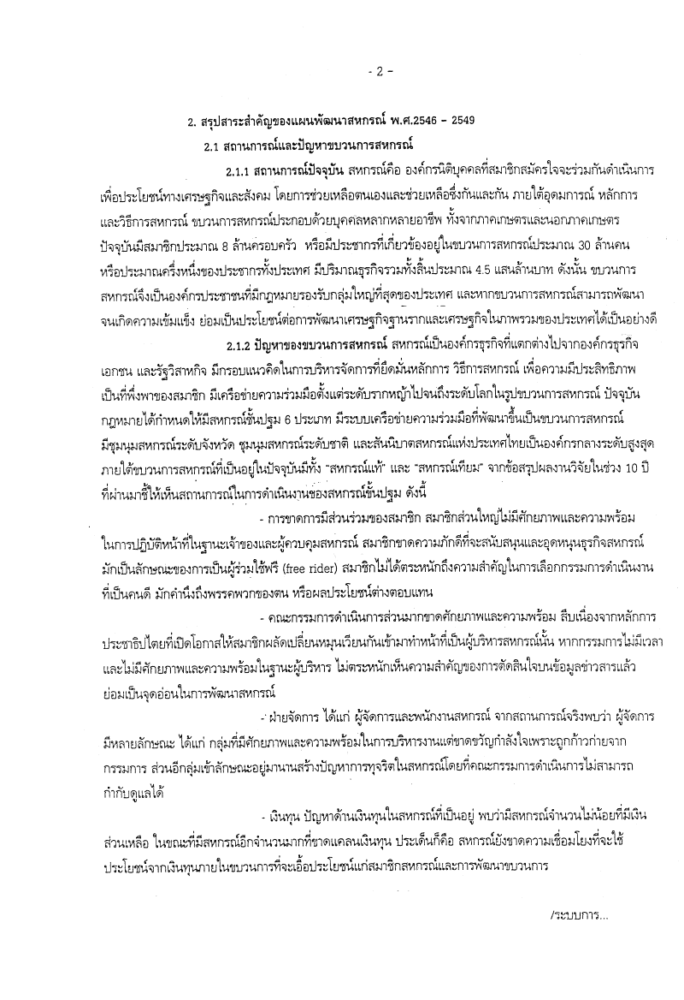 - 2 -
2. สรุปสาระสำคัญของแผนพัฒนาสหกรณ์ พ.ศ.2546 – 2549
2.1 สถานการณ์และปัญหาขบวนการสหกรณ์
2.1.1 สถานการณ์ปัจจุบัน สหกรณ์คือ องค์กรนิติบุคคลที่สมาชิกสมัครใจจะร่วมกันดำเนินการ
เพื่อประโยชน์ทางเศรษฐกิจและสังคม โดยการช่วยเหลือตนเองและช่วยเหลือซึ่งกันและกัน ภายใต้อุดมการณ์ หลักการ
และวิธีการสหกรณ์ ขบวนการสหกรณ์ประกอบด้วยบุคคลหลากหลายอาชีพ ทั้งจากภาคเกษตรและนอกภาคเกษตร
ปัจจุบันมีสมาชิกประมาณ 8 ล้านครอบครัว หรือมีประชากรที่เกี่ยวข้องอยู่ในขบวนการสหกรณ์ประมาณ 30 ล้านคน
หรือประมาณครึ่งหนึ่งของประชากรทั้งประเทศ มีปริมาณธุรกิจรวมทั้งสิ้นประมาณ 4.5 แสนล้านบาท ดังนั้น ขบวนการ
สหกรณ์จึงเป็นองค์กรประชาชนที่มีกฎหมายรองรับกลุ่มใหญ่ที่สุดของประเทศ และหากขบวนการสหกรณ์สามารถพัฒนา
จนเกิดความเข้มแข็ง ย่อมเป็นประโยชน์ต่อการพัฒนาเศรษฐกิจฐานรากและเศรษฐกิจในภาพรวมของประเทศได้เป็นอย่างดี
2.1.2 ปัญหาของขบวนการสหกรณ์ สหกรณ์เป็นองค์กรธุรกิจที่แตกต่างไปจากองค์กรธุรกิจ
เอกชน และรัฐวิสาหกิจ มีกรอบแนวคิดในการบริหารจัดการที่ยึดมั่นหลักการ วิธีการสหกรณ์ เพื่อความมีประสิทธิภาพ
เป็นที่พึ่งพาของสมาชิก มีเครือข่ายความร่วมมือตั้งแต่ระดับรากหญ้าไปจนถึงระดับโลกในรูปขบวนการสหกรณ์ ปัจจุบัน
กฎหมายได้กำหนดให้มีสหกรณ์ชั้นปฐม 6 ประเภท มีระบบเครือข่ายความร่วมมือที่พัฒนาขึ้นเป็นขบวนการสหกรณ์
มีชุมนุมสหกรณ์ระดับจังหวัด ชุมนุมสหกรณ์ระดับชาติ และสันนิบาตสหกรณ์แห่งประเทศไทยเป็นองค์กรกลางระดับสูงสุด
ภายใต้ขบวนการสหกรณ์ที่เป็นอยู่ในปัจจุบันมีทั้ง "สหกรณ์แท้" และ "สหกรณ์เทียม" จากข้อสรุปผลงานวิจัยในช่วง 10 ปี
ที่ผ่านมาชี้ให้เห็นสถานการณ์ในการดำเนินงานของสหกรณ์ชั้นปฐม ดังนี้
- การขาดการมีส่วนร่วมของสมาชิก สมาชิกส่วนใหญ่ไม่มีศักยภาพและความพร้อม
ในการปฏิบัติหน้าที่ในฐานะเจ้าของและผู้ควบคุมสหกรณ์ สมาชิกขาดความภักดีที่จะสนับสนุนและอุดหนุนธุรกิจสหกรณ์
มักเป็นลักษณะของการเป็นผู้ร่วมใช้ฟรี (free rider) สมาชิกไม่ได้ตระหนักถึงความสำคัญในการเลือกกรรมการดำเนินงาน
ที่เป็นคนดี มักคำนึงถึงพรรคพวกของตน หรือผลประโยชน์ต่างตอบแทน
- คณะกรรมการดำเนินการส่วนมากขาดศักยภาพและความพร้อม สืบเนื่องจากหลักการ
ประชาธิปไตยที่เปิดโอกาสให้สมาชิกผลัดเปลี่ยนหมุนเวียนกันเข้ามาทำหน้าที่เป็นผู้บริหารสหกรณ์นั้น หากกรรมการไม่มีเวลา
และไม่มีศักยภาพและความพร้อมในฐานะผู้บริหาร ไม่ตระหนักเห็นความสำคัญของการตัดสินใจบนข้อมูลข่าวสารแล้ว
ย่อมเป็นจุดอ่อนในการพัฒนาสหกรณ์
- ฝ่ายจัดการ ได้แก่ ผู้จัดการและพนักงานสหกรณ์ จากสถานการณ์จริงพบว่า ผู้จัดการ
มีหลายลักษณะ ได้แก่ กลุ่มที่มีศักยภาพและความพร้อมในการบริหารงานแต่ขาดขวัญกำลังใจเพราะถูกก้าวก่ายจาก
กรรมการ ส่วนอีกกลุ่มเข้าลักษณะอยู่มานานสร้างปัญหาการทุจริตในสหกรณ์โดยที่คณะกรรมการดำเนินการไม่สามารถ
กำกับดูแลได้
- เงินทุน ปัญหาด้านเงินทุนในสหกรณ์ที่เป็นอยู่ พบว่ามีสหกรณ์จำนวนไม่น้อยที่มีเงิน
ส่วนเหลือ ในขณะที่มีสหกรณ์อีกจำนวนมากที่ขาดแคลนเงินทุน ประเด็นก็คือ สหกรณ์ยังขาดความเชื่อมโยงที่จะใช้
ประโยชน์จากเงินทุนภายในขบวนการที่จะเอื้อประโยชน์แก่สมาชิกสหกรณ์และการพัฒนาขบวนการ
/ระบบการ...